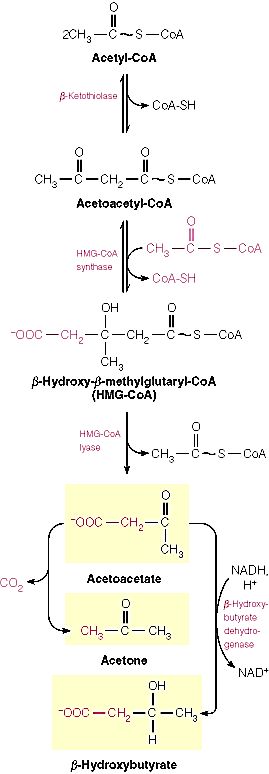 O
2CH₃—C~S—CoA
Acetyl-CoA
β-Ketothiolase
CoA-SH
O O
CH₃—C—CH₂—C~S—CoA
Acetoacetyl-CoA
O
CH₃—C—S—CoA
HMG-CoA
synthase
CoA-SH
OH O
⁻OOC—CH₂—C—CH₂—C~S—CoA
CH₃
β-Hydroxy-β-methylglutaryl-CoA
(HMG-CoA)
HMG-CoA
lyase
O
CH₃—C~S—CoA
O
⁻OOC—CH₂—C
CH₃
Acetoacetate
CO₂
NADH,
H⁺
O
CH₃—C—CH₃
Acetone
β-Hydroxy-
butyrate
dehydro-
genase
NAD⁺
OH
⁻OOC—CH₂—C—CH₃
H
β-Hydroxybutyrate